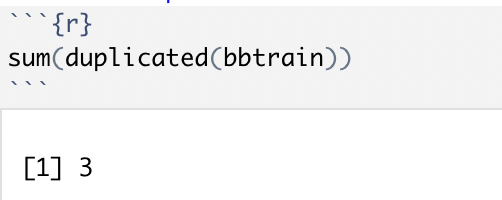 ```{r}
sum(duplicated(bbtrain))
```
[1] 3